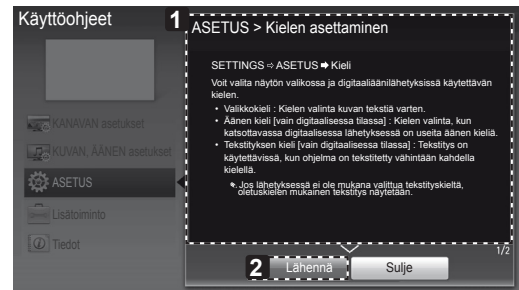 Käyttöohjeet
1
ASETUS > Kielen asettaminen
SETTINGS ⇨ ASETUS ➡ Kieli
Voit valita näytön valikossa ja digitaaliäänilähetyksissä käytettävän
kielen.
• Valikkokieli : Kielen valinta kuvan tekstiä varten.
• Äänen kieli [vain digitaalisessa tilassa] : Kielen valinta, kun
katsottavassa digitaalisessa lähetyksessä on useita äänen kieliä.
• Tekstityksen kieli [vain digitaalisessa tilassa] : Tekstitys on
käytettävissä, kun ohjelma on tekstitetty vähintään kahdella
kielellä.
Jos lähetyksessä ei ole mukana valittua tekstityskieltä,
oletuskielen mukainen tekstitys näytetään.
KANAVAN asetukset
KUVAN, ÄÄNEN asetukset
ASETUS
Lisätoiminto
Tiedot
1/2
2
Lähennä
Sulje